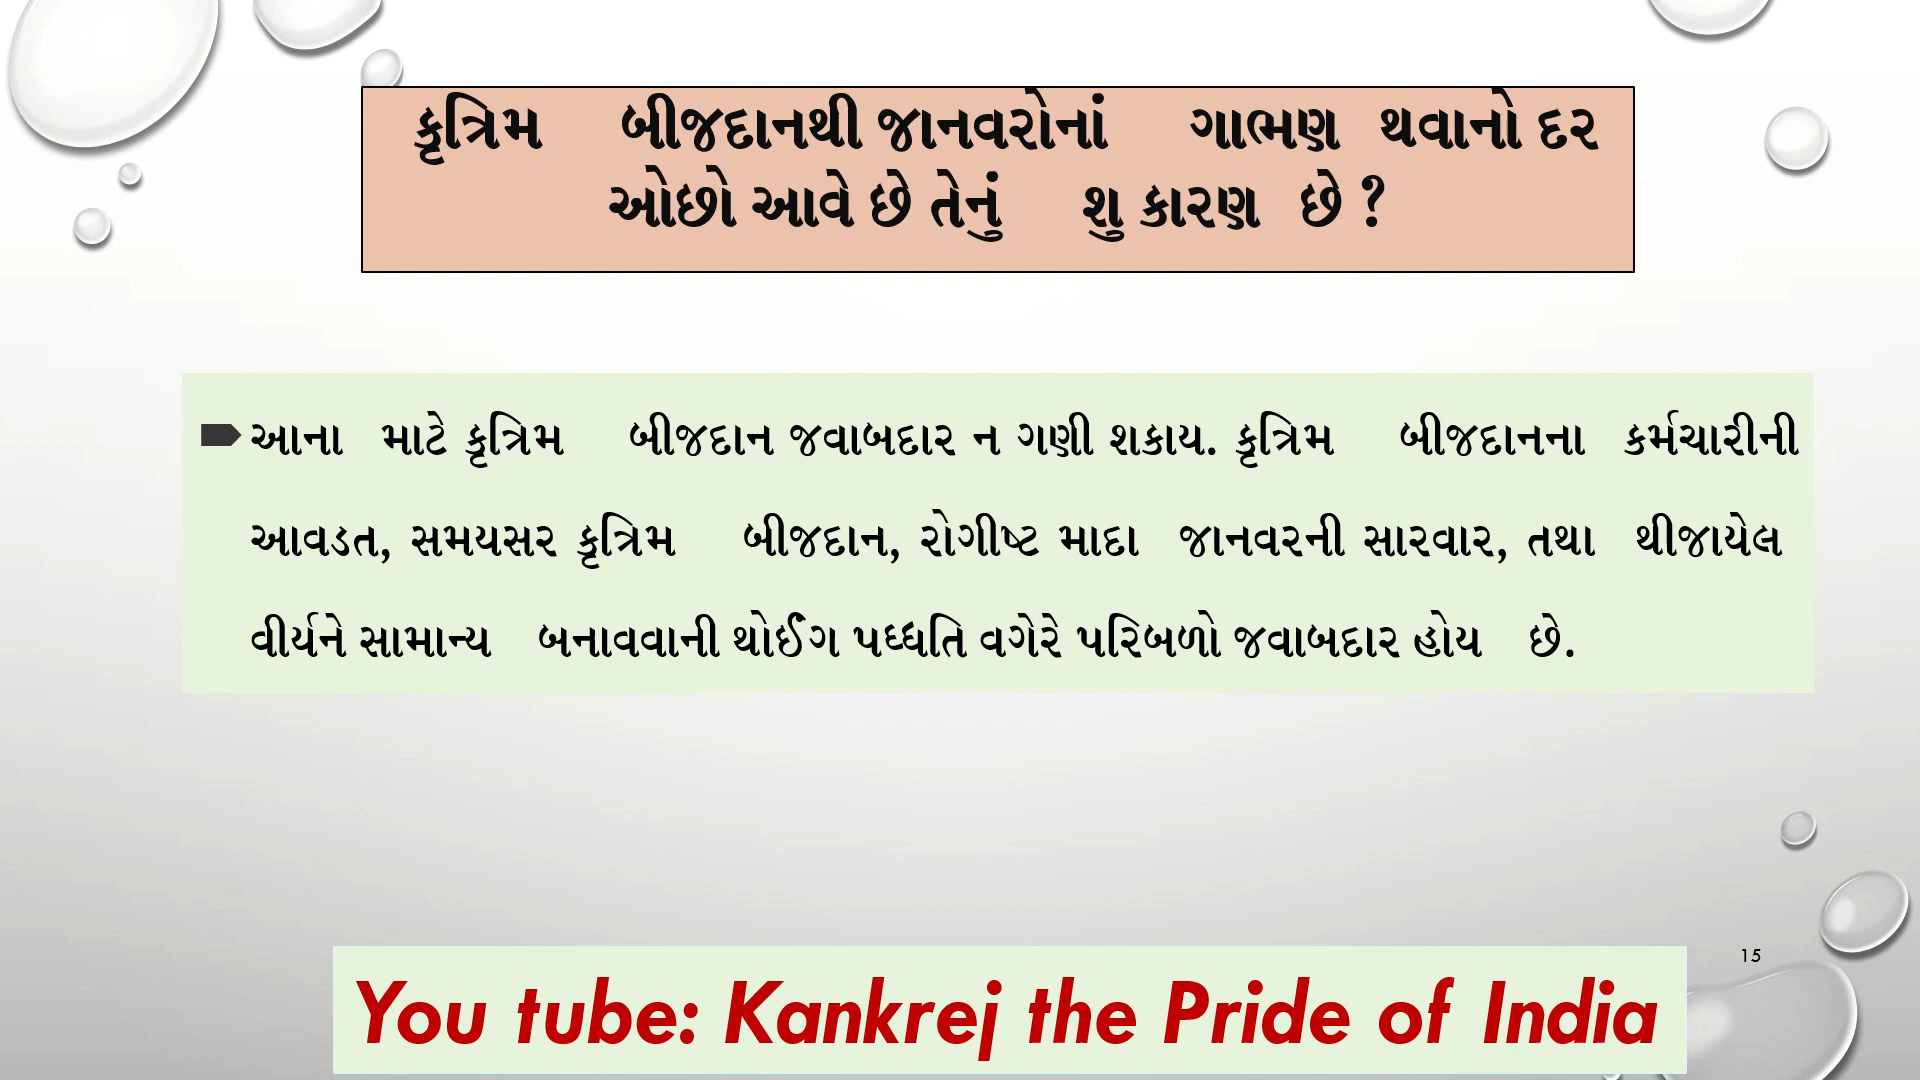 કૃત્રિમ બીજદાનથી જાનવરોનાં ગાભણ થવાનો દર
ઓછો આવે છે તેનું શુ કારણ છે ?
આના માટે કૃત્રિમ બીજદાન જવાબદાર ન ગણી શકાય. કૃત્રિમ બીજદાનના કર્મચારીની
આવડત, સમયસર કૃત્રિમ બીજદાન, રોગીષ્ટ માદા જાનવરની સારવાર, તથા થીજાયેલ
વીર્યને સામાન્ય બનાવવાની થોઈંગ પધ્ધતિ વગેરે પરિબળો જવાબદાર હોય છે.
15
You tube: Kankrej the Pride of India